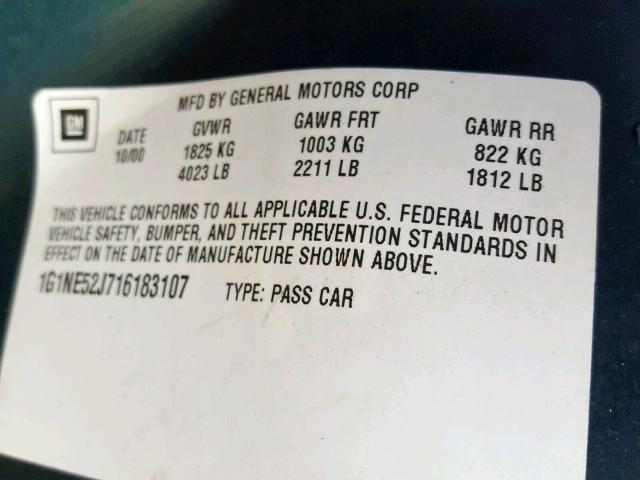 MFD BY GENERAL MOTORS CORP
GM
DATE GVWR GAWR FRT GAWR RR
10/00 1825 KG 1003 KG 822 KG
4023 LB 2211 LB 1812 LB
THIS VEHICLE CONFORMS TO ALL APPLICABLE U.S. FEDERAL MOTOR
VEHICLE SAFETY, BUMPER, AND THEFT PREVENTION STANDARDS IN
EFFECT ON THE DATE OF MANUFACTURE SHOWN ABOVE.
1G1NE52J716183107 TYPE: PASS CAR